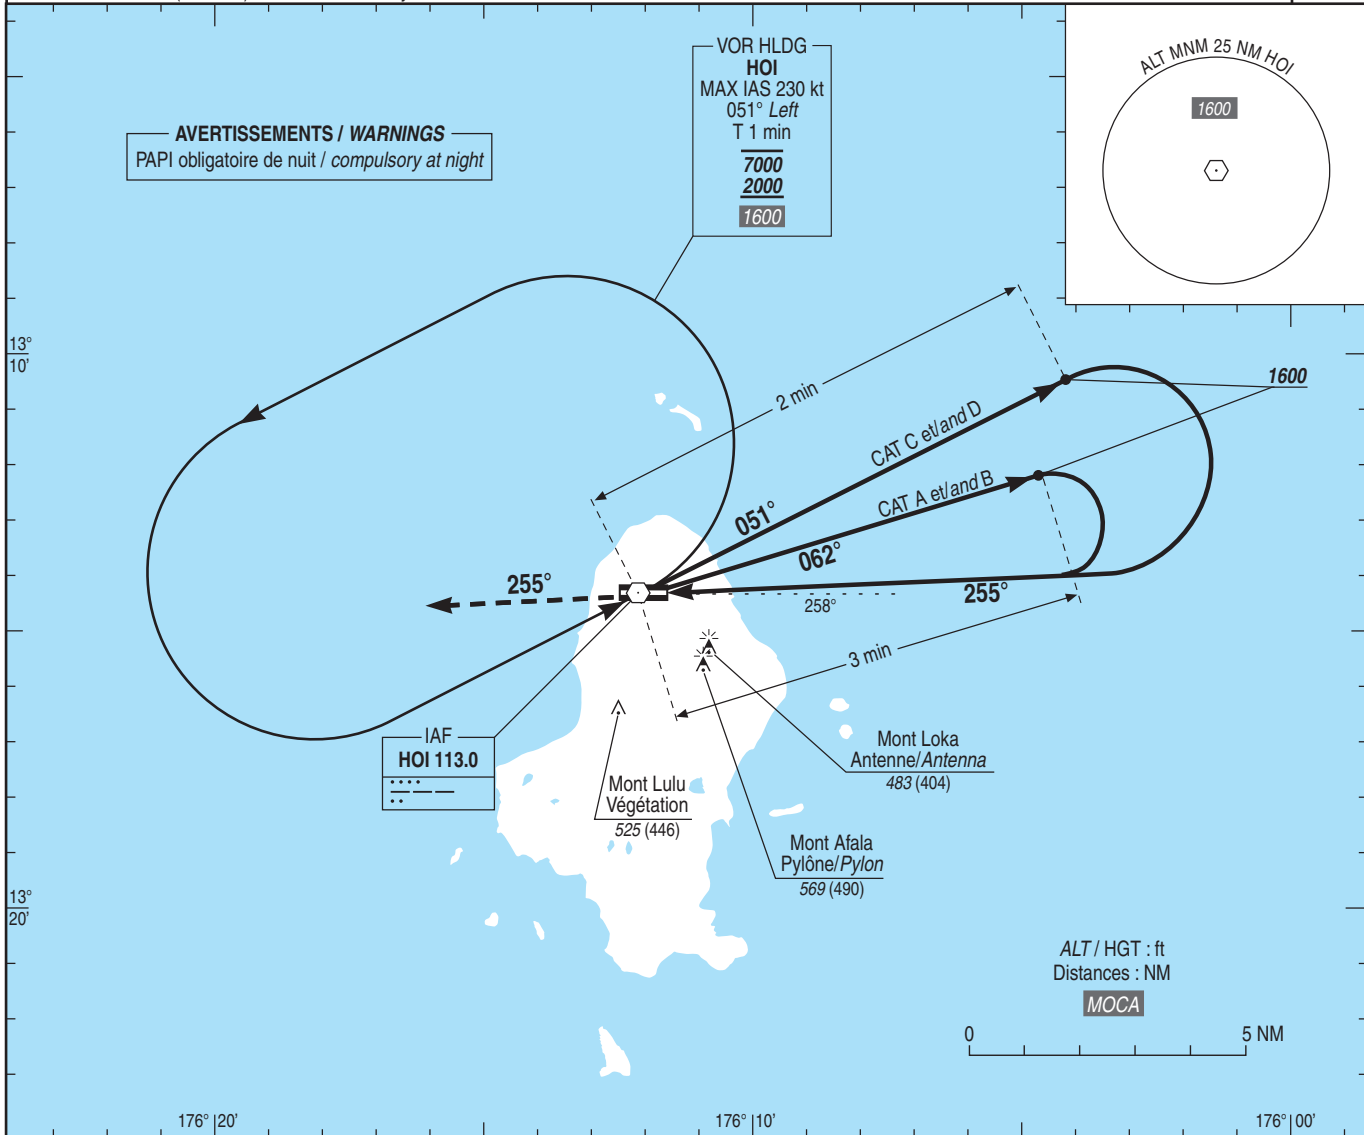 VOR HLDG
HOI
MAX IAS 230 kt
051° Left
T 1 min
7000
2000
1600
ALT MNM 25 NM HOI
1600
AVERTISSEMENTS / WARNINGS
PAPI obligatoire de nuit / compulsory at night
13°
10'
2 min
1600
CAT C et/and D
CAT A et/and B
051°
062°
255°
255°
258°
3 min
IAF
HOI 113.0
Mont Loka
Antenne/Antenna
483 (404)
Mont Lulu
Végétation
525 (446)
Mont Afala
Pylône/Pylon
569 (490)
13°
20'
ALT / HGT : ft
Distances : NM
MOCA
0 5 NM
176° 20' 176° 10' 176° 00'